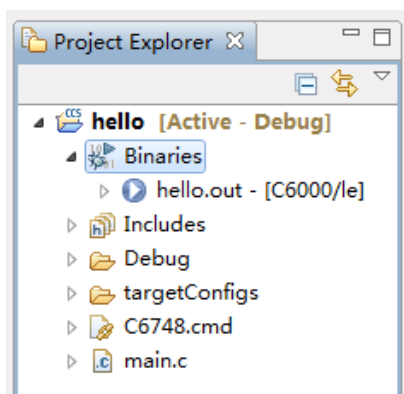 Project Explorer
hello [Active - Debug]
Binaries
hello.out - [C6000/le]
Includes
Debug
targetConfigs
C6748.cmd
main.c